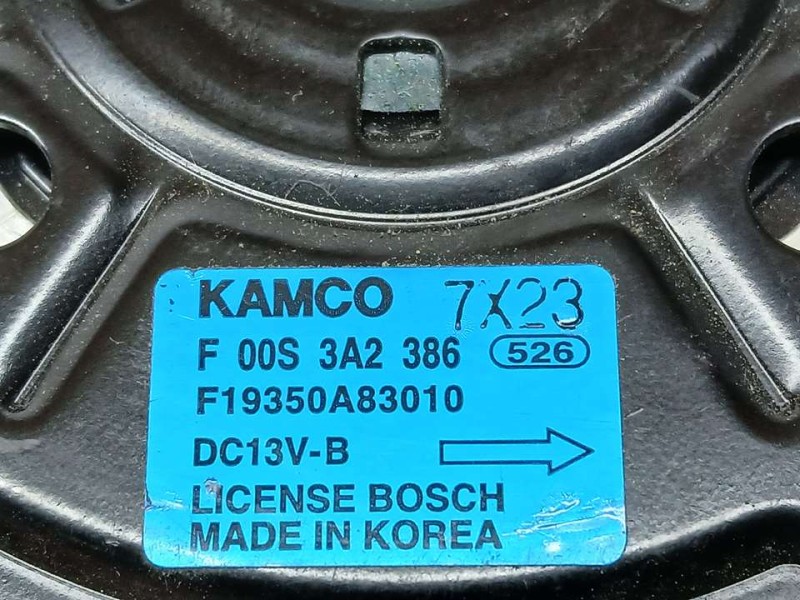 KAMCO 7X23
F 00S 3A2 386 526
F19350A83010
DC13V-B
LICENSE BOSCH
MADE IN KOREA